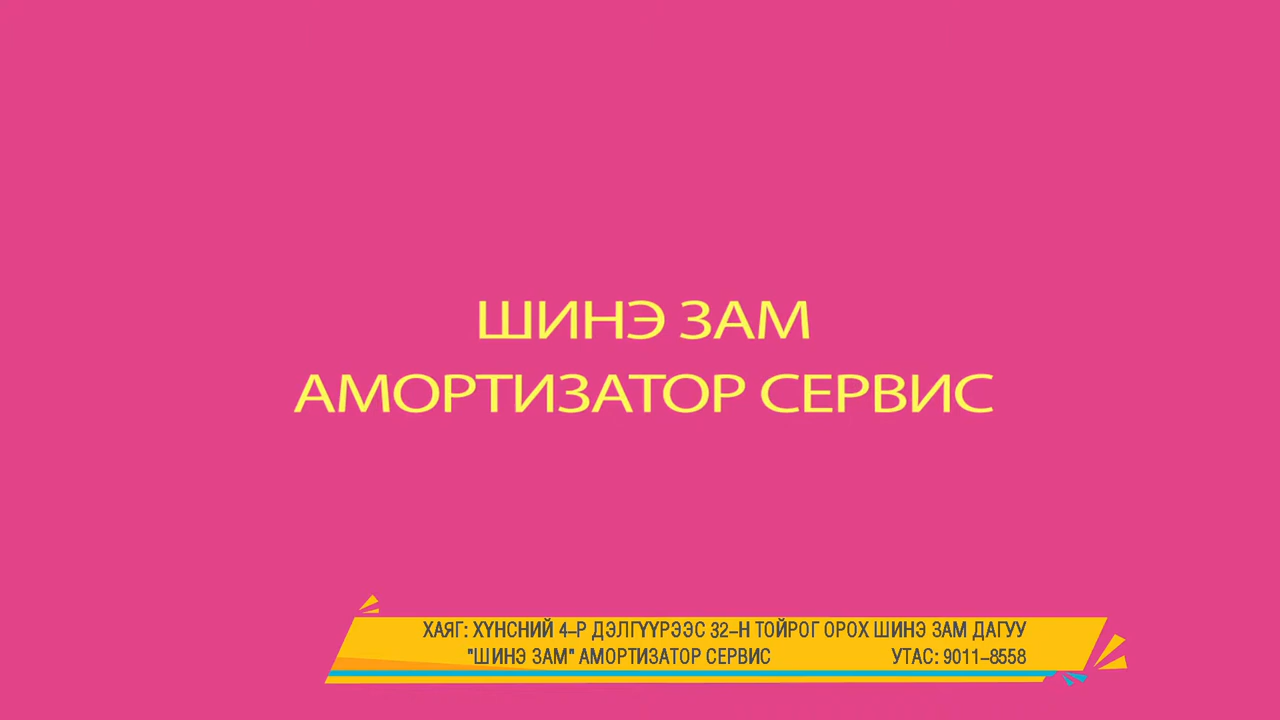 ШИНЭ ЗАМ
АМОРТИЗАТОР СЕРВИС
ХАЯГ: ХҮНСНИЙ 4-Р ДЭЛГҮҮРЭЭС 32-Н ТОЙРОГ ОРОХ ШИНЭ ЗАМ ДАГУУ
"ШИНЭ ЗАМ" АМОРТИЗАТОР СЕРВИС УТАС: 9011-8558